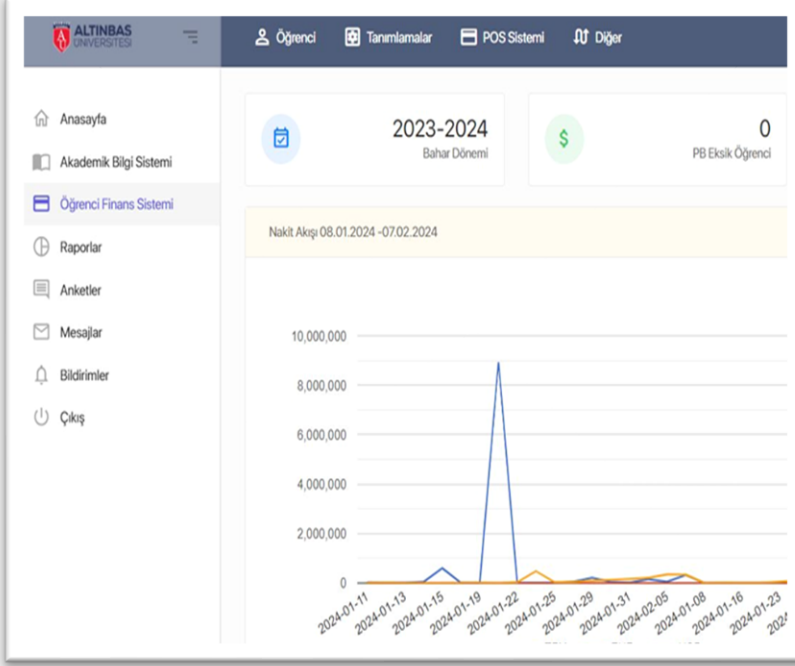 ALTINBAS
ÜNIVERSITESI
Öğrenci
Tanımlamalar
POS Sistemi
Diğer
Anasayfa
Akademik Bilgi Sistemi
Öğrenci Finans Sistemi
Raporlar
Anketler
Mesajlar
Bildirimler
Çıkış
2023-2024
Bahar Dönemi
$
0
PB Eksik Öğrenci
Nakit Akışı 08.01.2024 -07.02.2024
10,000,000
8,000,000
6,000,000
4,000,000
2,000,000
0
2024-01-11
2024-01-13
2024-01-15
2024-01-19
2024-01-22
2024-01-25
2024-01-29
2024-01-31
2024-02-05
2024-01-08
2024-01-16
2024-01-23